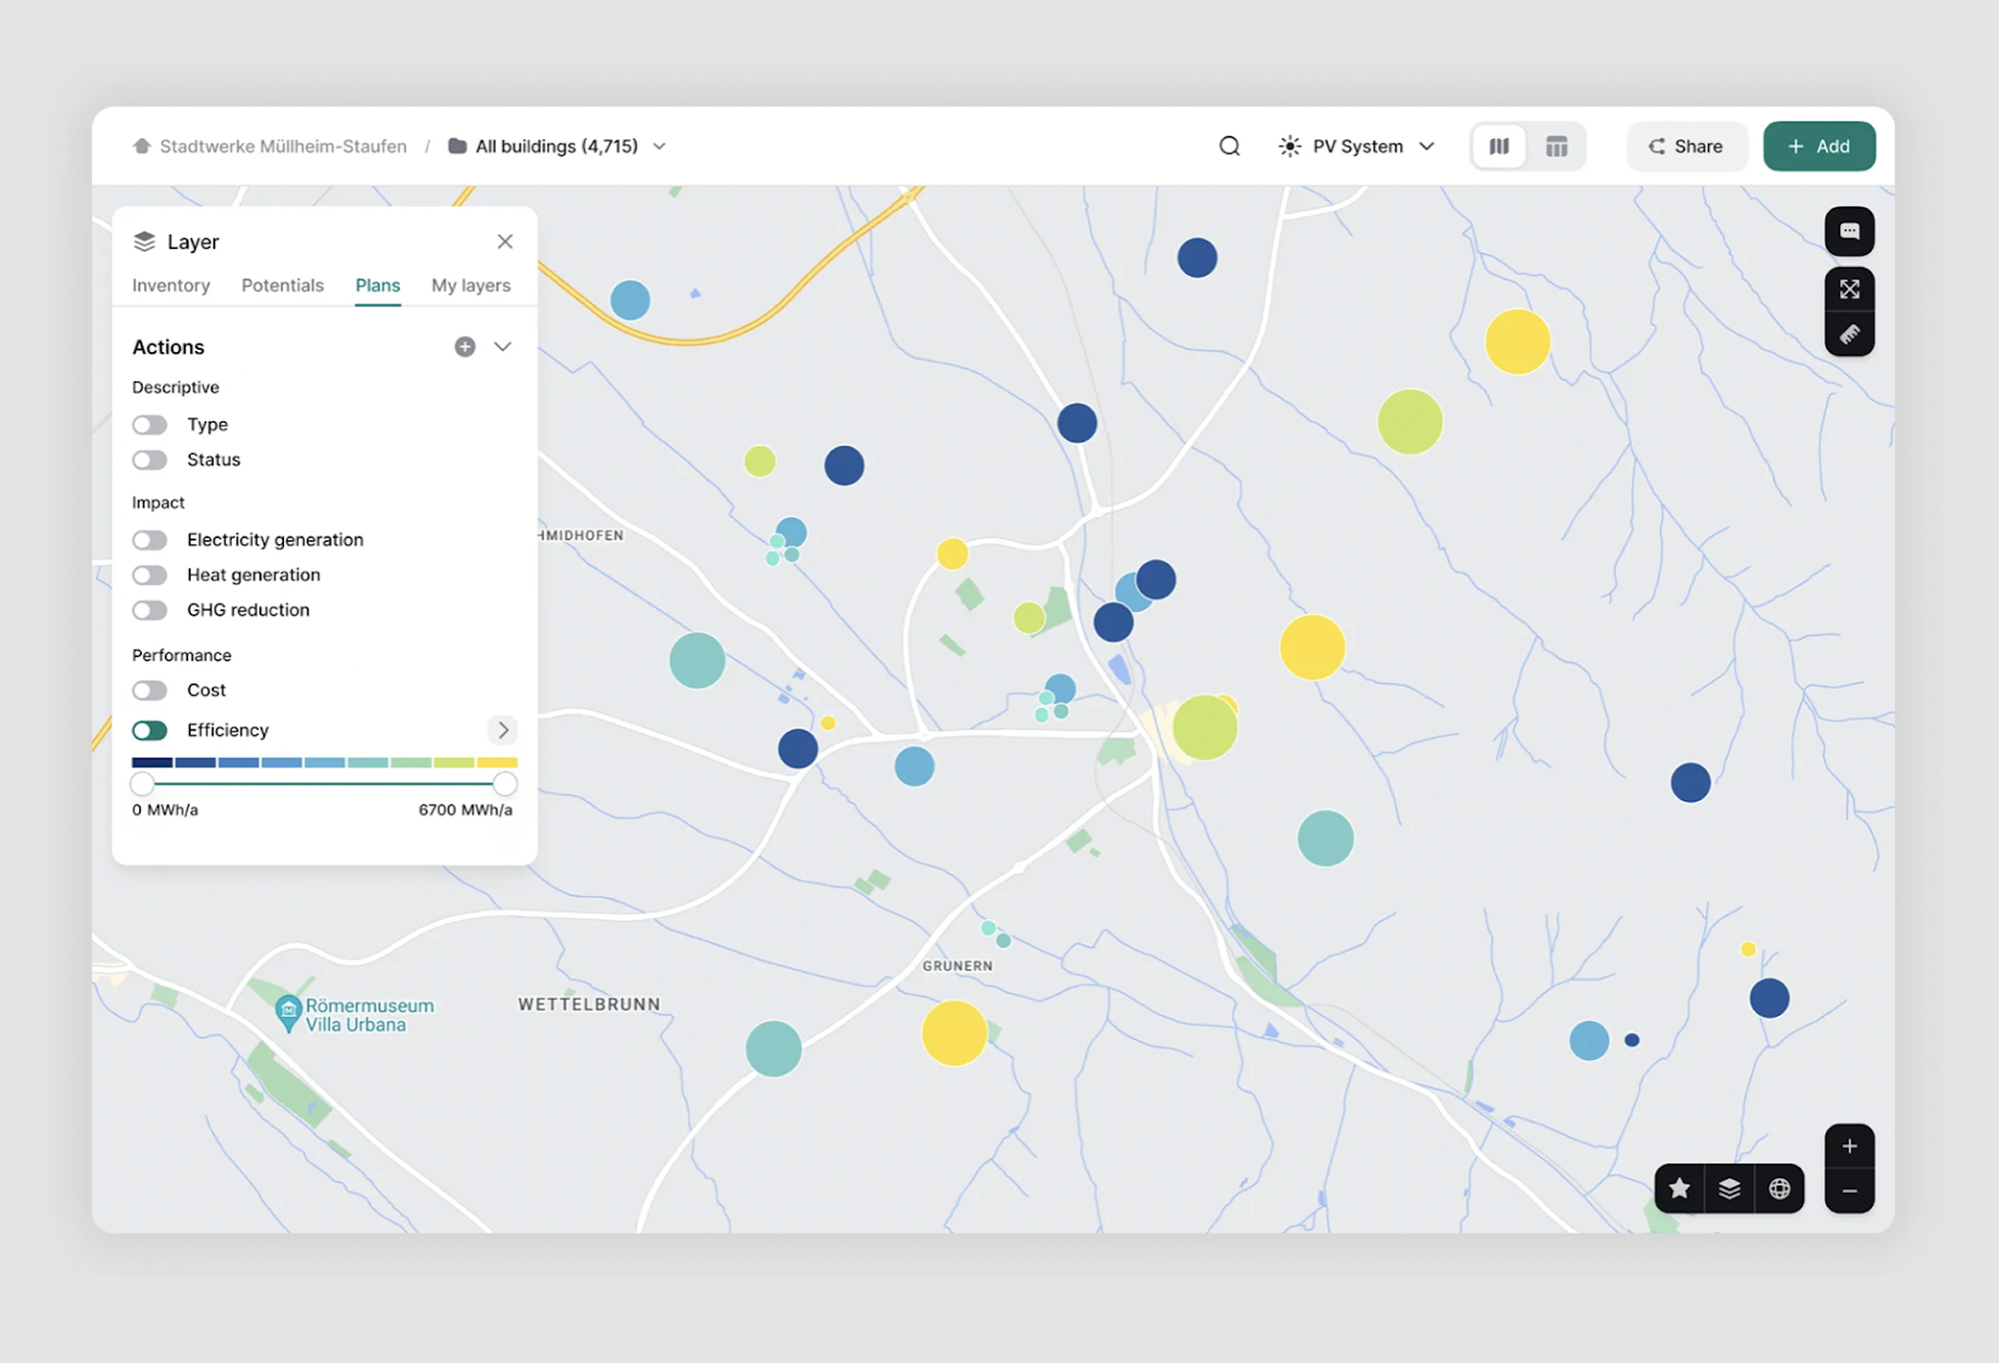 Stadtwerke Müllheim-Staufen / All buildings (4,715)
PV System
Share
+ Add
Layer
Inventory Potentials Plans My layers
Actions
Descriptive
Type
Status
Impact
Electricity generation
Heat generation
GHG reduction
Performance
Cost
Efficiency
0 MWh/a 6700 MWh/a
HMIDHOFEN
GRUNERN
WETTELBRUNN
Römermuseum
Villa Urbana